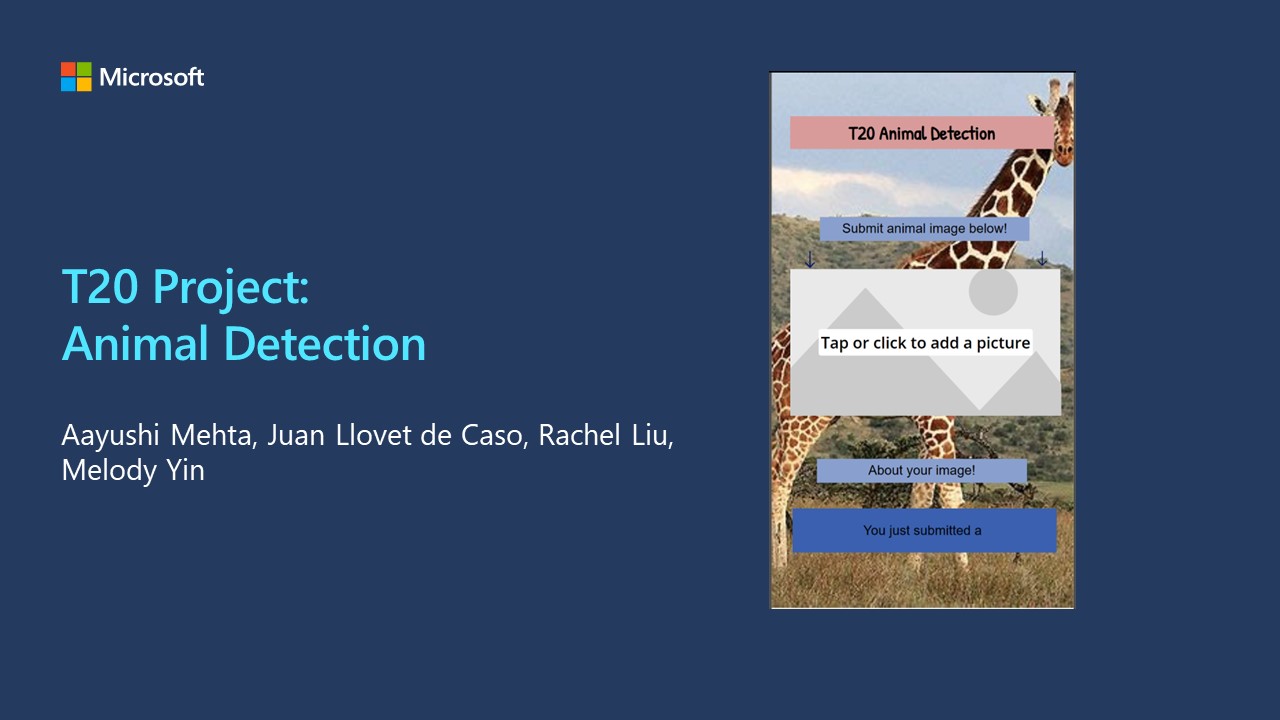 Microsoft
T20 Project:
Animal Detection
Aayushi Mehta, Juan Llovet de Caso, Rachel Liu,
Melody Yin
T20 Animal Detection
Submit animal image below!
Tap or click to add a picture
About your image!
You just submitted a